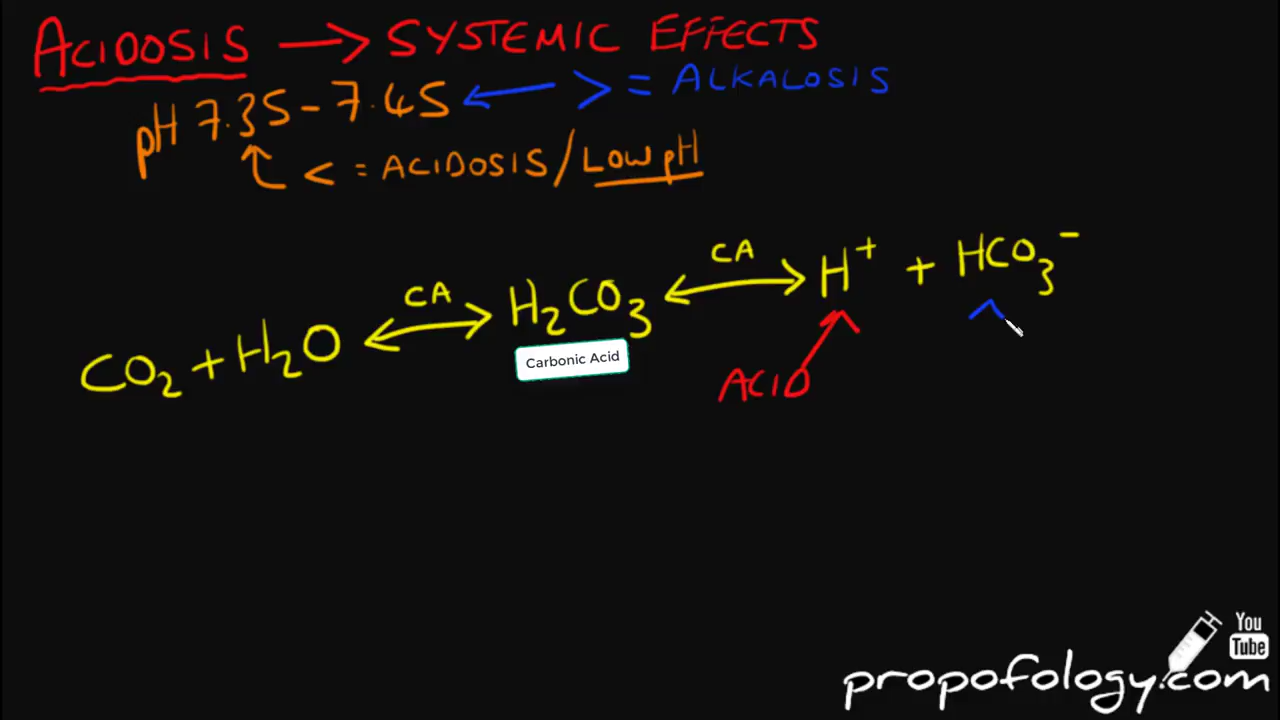 ACIDOSIS → SYSTEMIC EFFECTS
pH 7.35 - 7.45 ← > = ALKALOSIS
< = ACIDOSIS / LOW pH
CA
CA
CO₂ + H₂O ↔ H₂CO₃ ↔ H⁺ + HCO₃⁻
Carbonic Acid
ACID
You
Tube
propofology.com